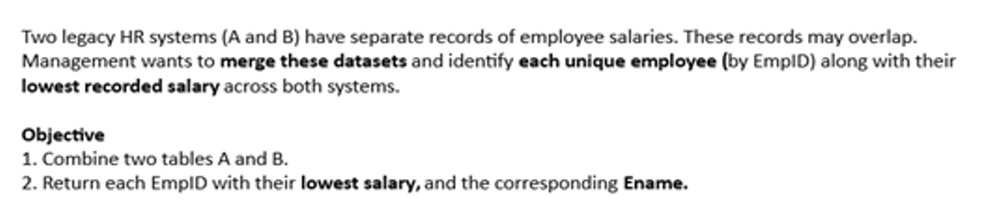 Two legacy HR systems (A and B) have separate records of employee salaries. These records may overlap.
Management wants to merge these datasets and identify each unique employee (by EmpID) along with their
lowest recorded salary across both systems.
Objective
1. Combine two tables A and B.
2. Return each EmpID with their lowest salary, and the corresponding Ename.